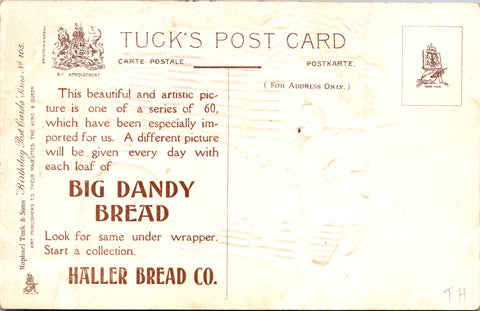 TUCK'S POST CARD
BY APPOINTMENT
CARTE POSTALE.
POSTKARTE.
(FOR ADDRESS ONLY.)
This beautiful and artistic pic-
ture is one of a series of 60,
which have been especially im-
ported for us. A different picture
will be given every day with
each loaf of
BIG DANDY
BREAD
Look for same under wrapper.
Start a collection.
HALLER BREAD CO.
Raphael Tuck & Sons' "Birthday" Post Cards Series No 105.
ART PUBLISHERS TO THEIR MAJESTIES THE KING & QUEEN
TH